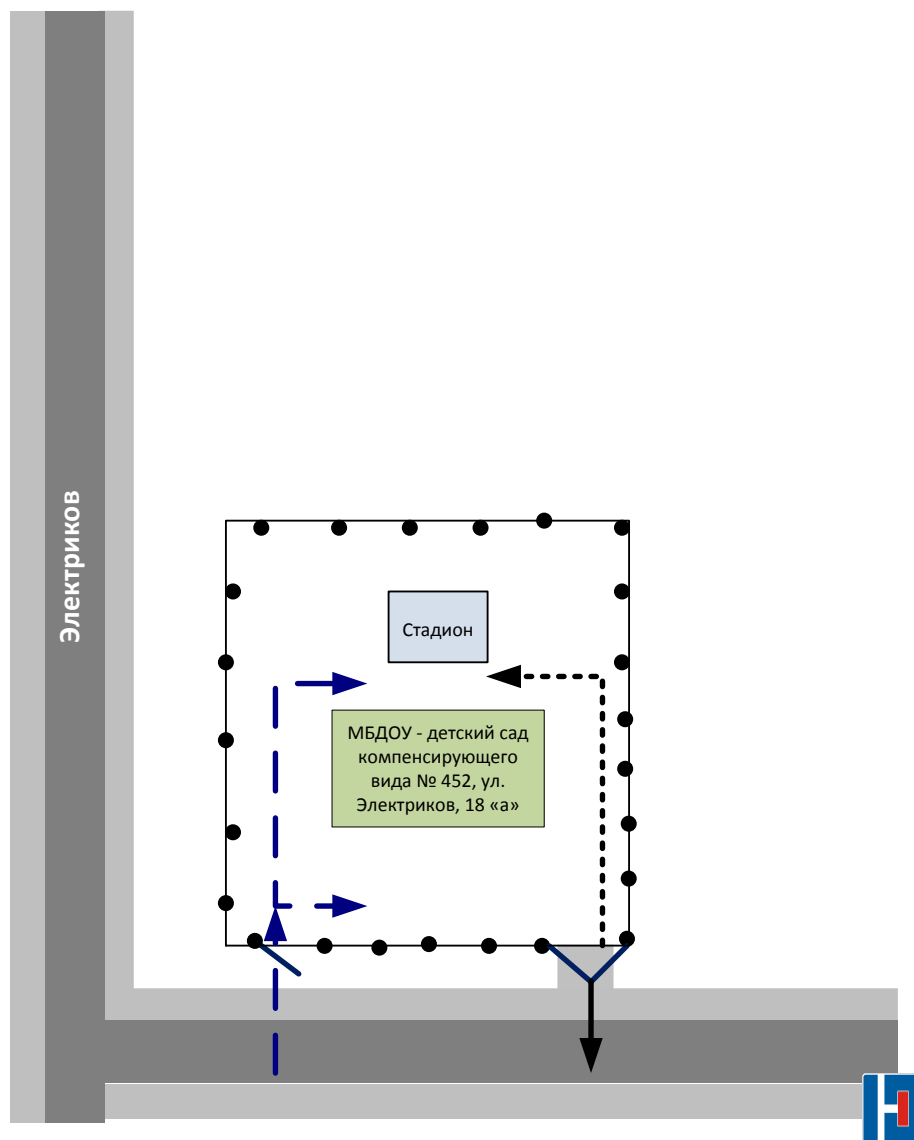 Электриков
Стадион
МБДОУ - детский сад
компенсирующего
вида № 452, ул.
Электриков, 18 «а»